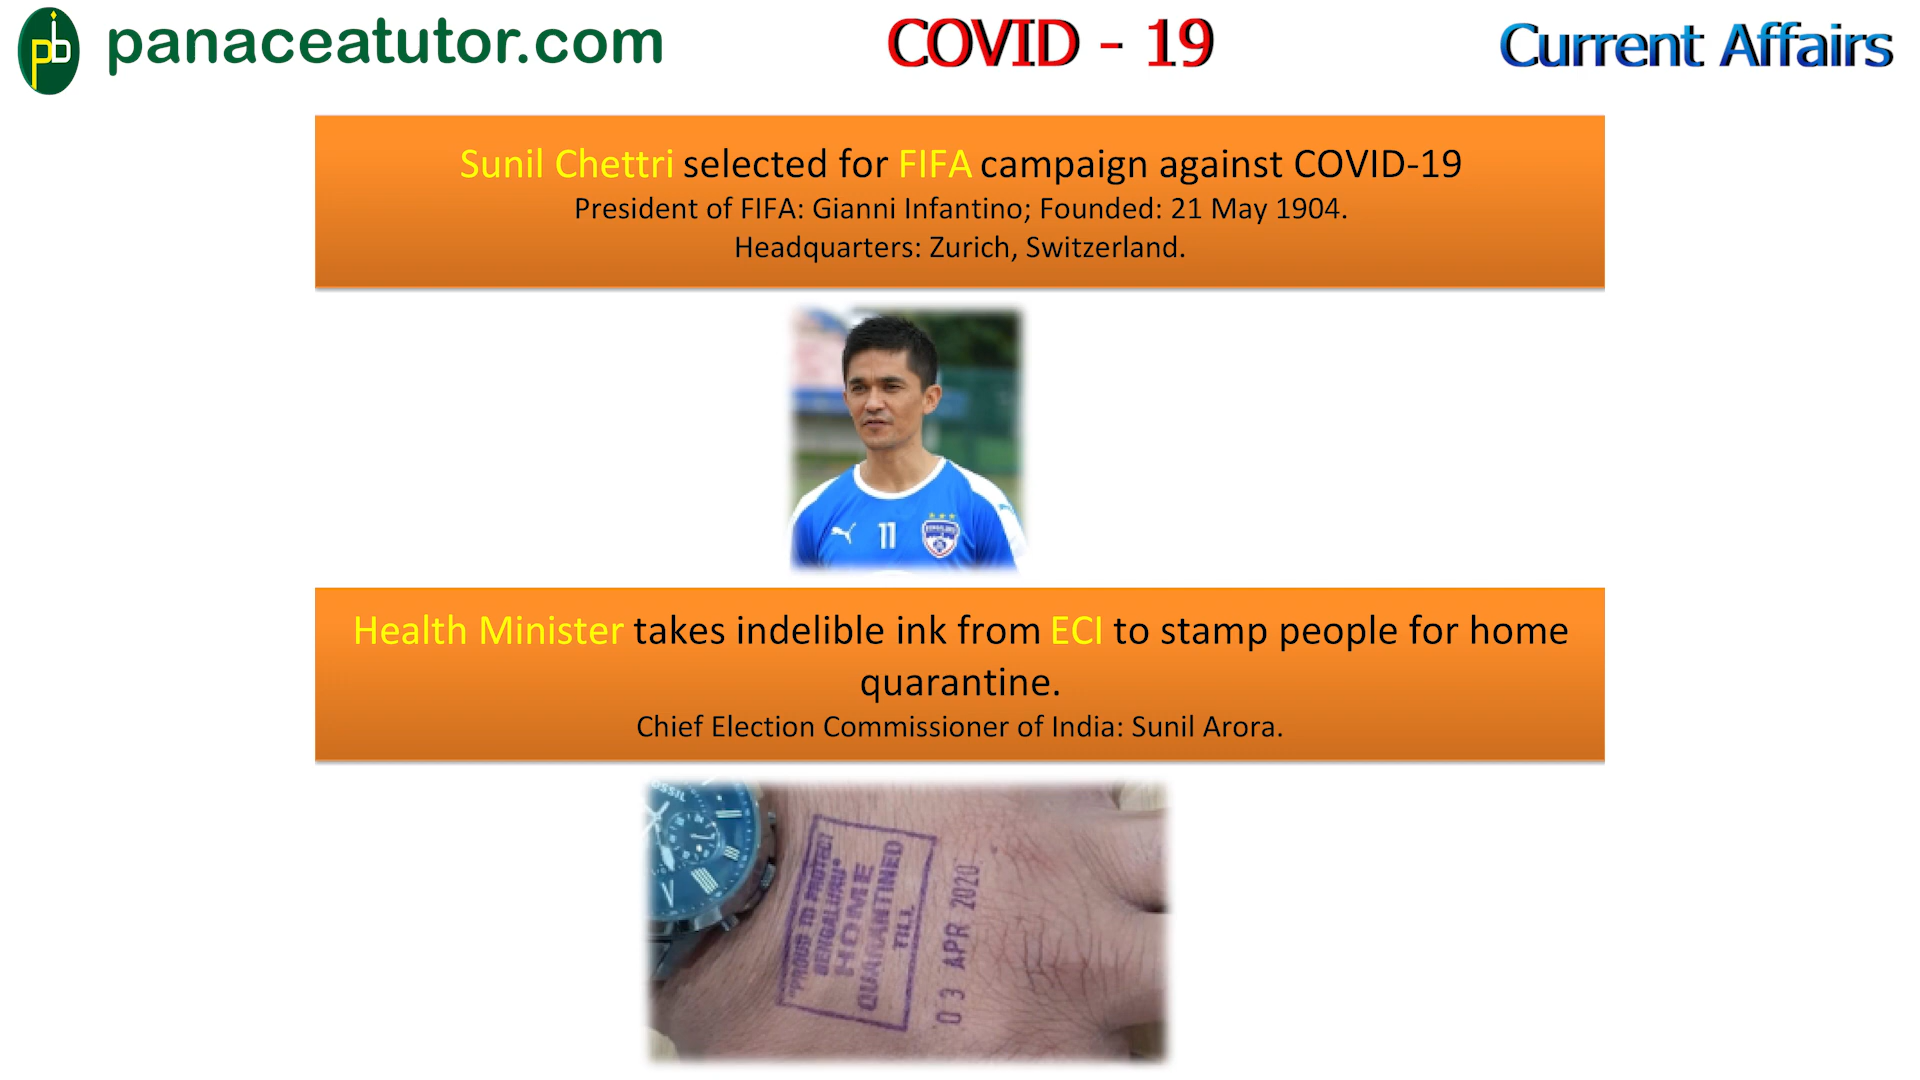 pb panaceatutor.com
COVID - 19
Current Affairs
Sunil Chettri selected for FIFA campaign against COVID-19
President of FIFA: Gianni Infantino; Founded: 21 May 1904.
Headquarters: Zurich, Switzerland.
11
Health Minister takes indelible ink from ECI to stamp people for home
quarantine.
Chief Election Commissioner of India: Sunil Arora.
FOSSIL
"PROUD TO PROTECT
BENGALURU"
HOME
QUARANTINED
TILL
03 APR 2020